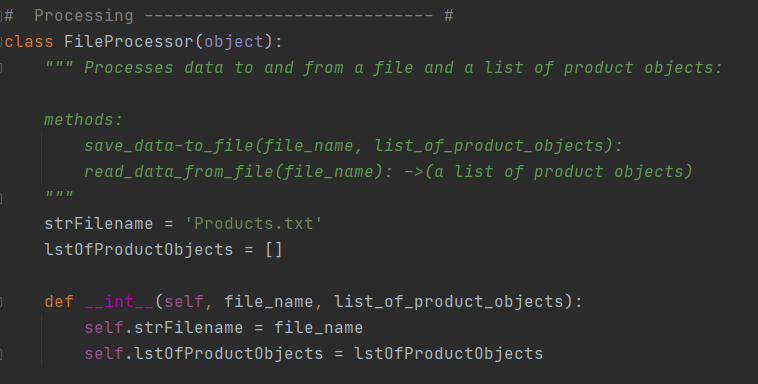 #  Processing ----------------------------- #
class FileProcessor(object):
    """ Processes data to and from a file and a list of product objects:

    methods:
        save_data-to_file(file_name, list_of_product_objects):
        read_data_from_file(file_name): ->(a list of product objects)
    """
    strFilename = 'Products.txt'
    lstOfProductObjects = []

    def __int__(self, file_name, list_of_product_objects):
        self.strFilename = file_name
        self.lstOfProductObjects = lstOfProductObjects